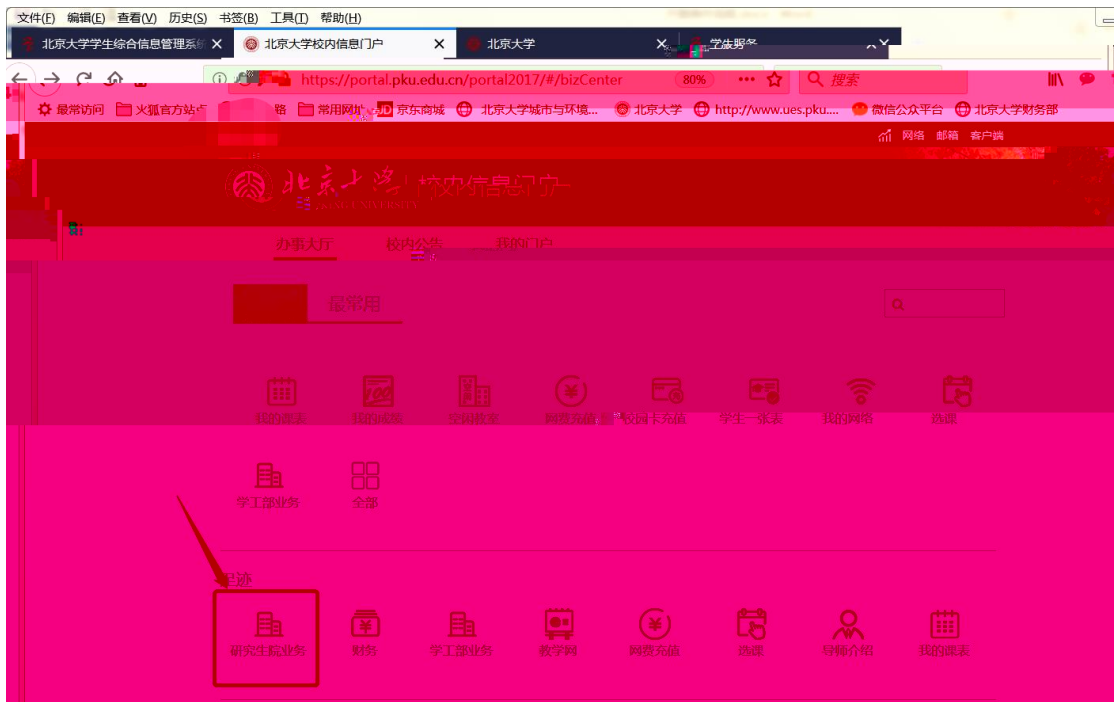 文件(F) 编辑(E) 查看(V) 历史(S) 书签(B) 工具(T) 帮助(H)
北京大学学生综合信息管理系统 北京大学校内信息门户 北京大学
https://portal.pku.edu.cn/portal2017/#/bizCenter 80% 搜索
最常访问 火狐官方站点 常用网址 JD 京东商城 北京大学城市与环境... 北京大学 http://www.ues.pku.... 微信公众平台 北京大学财务部
网络 邮箱 客户端
北京大学 校内信息门户
办事大厅 校内公告 我的门户
最常用
我的课表 我的成绩 空闲教室 网费充值 校园卡充值 学生一张表 我的网络 选课
学工部业务 全部
足迹
研究生院业务 财务 学工部业务 教学网 网费充值 选课 导师介绍 我的课表